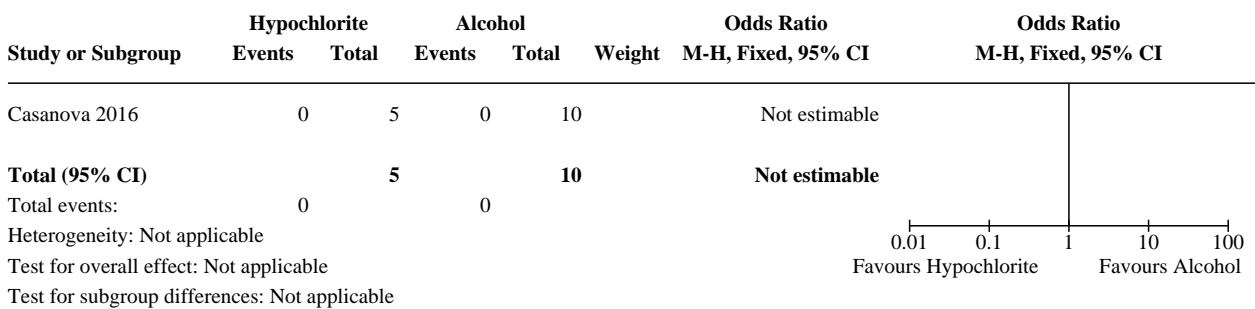 Hypochlorite Alcohol Odds Ratio Odds Ratio
Study or Subgroup Events Total Events Total Weight M-H, Fixed, 95% CI M-H, Fixed, 95% CI
Casanova 2016 0 5 0 10 Not estimable
Total (95% CI) 5 10 Not estimable
Total events: 0 0
Heterogeneity: Not applicable
0.01 0.1 1 10 100
Test for overall effect: Not applicable Favours Hypochlorite Favours Alcohol
Test for subgroup differences: Not applicable